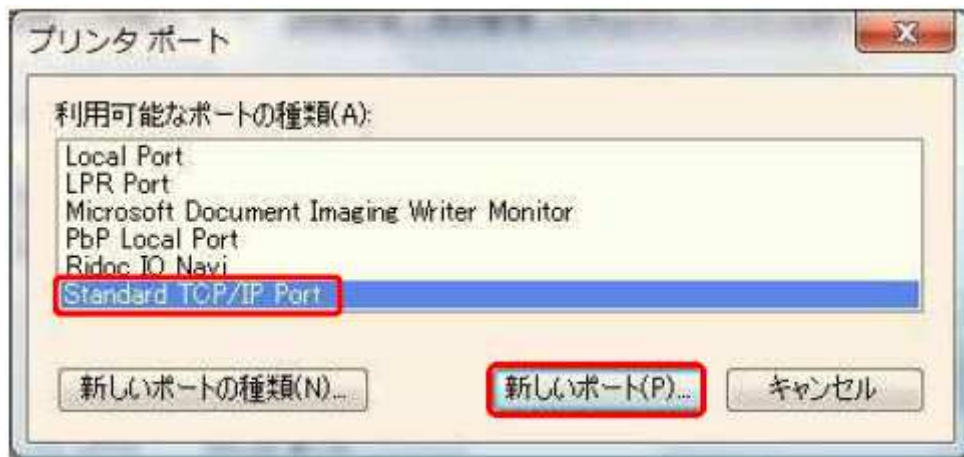 プリンタ ポート
利用可能なポートの種類(A):
Local Port
LPR Port
Microsoft Document Imaging Writer Monitor
PbP Local Port
Ridoc IO Navi
Standard TCP/IP Port
新しいポートの種類(N)...
新しいポート(P)...
キャンセル